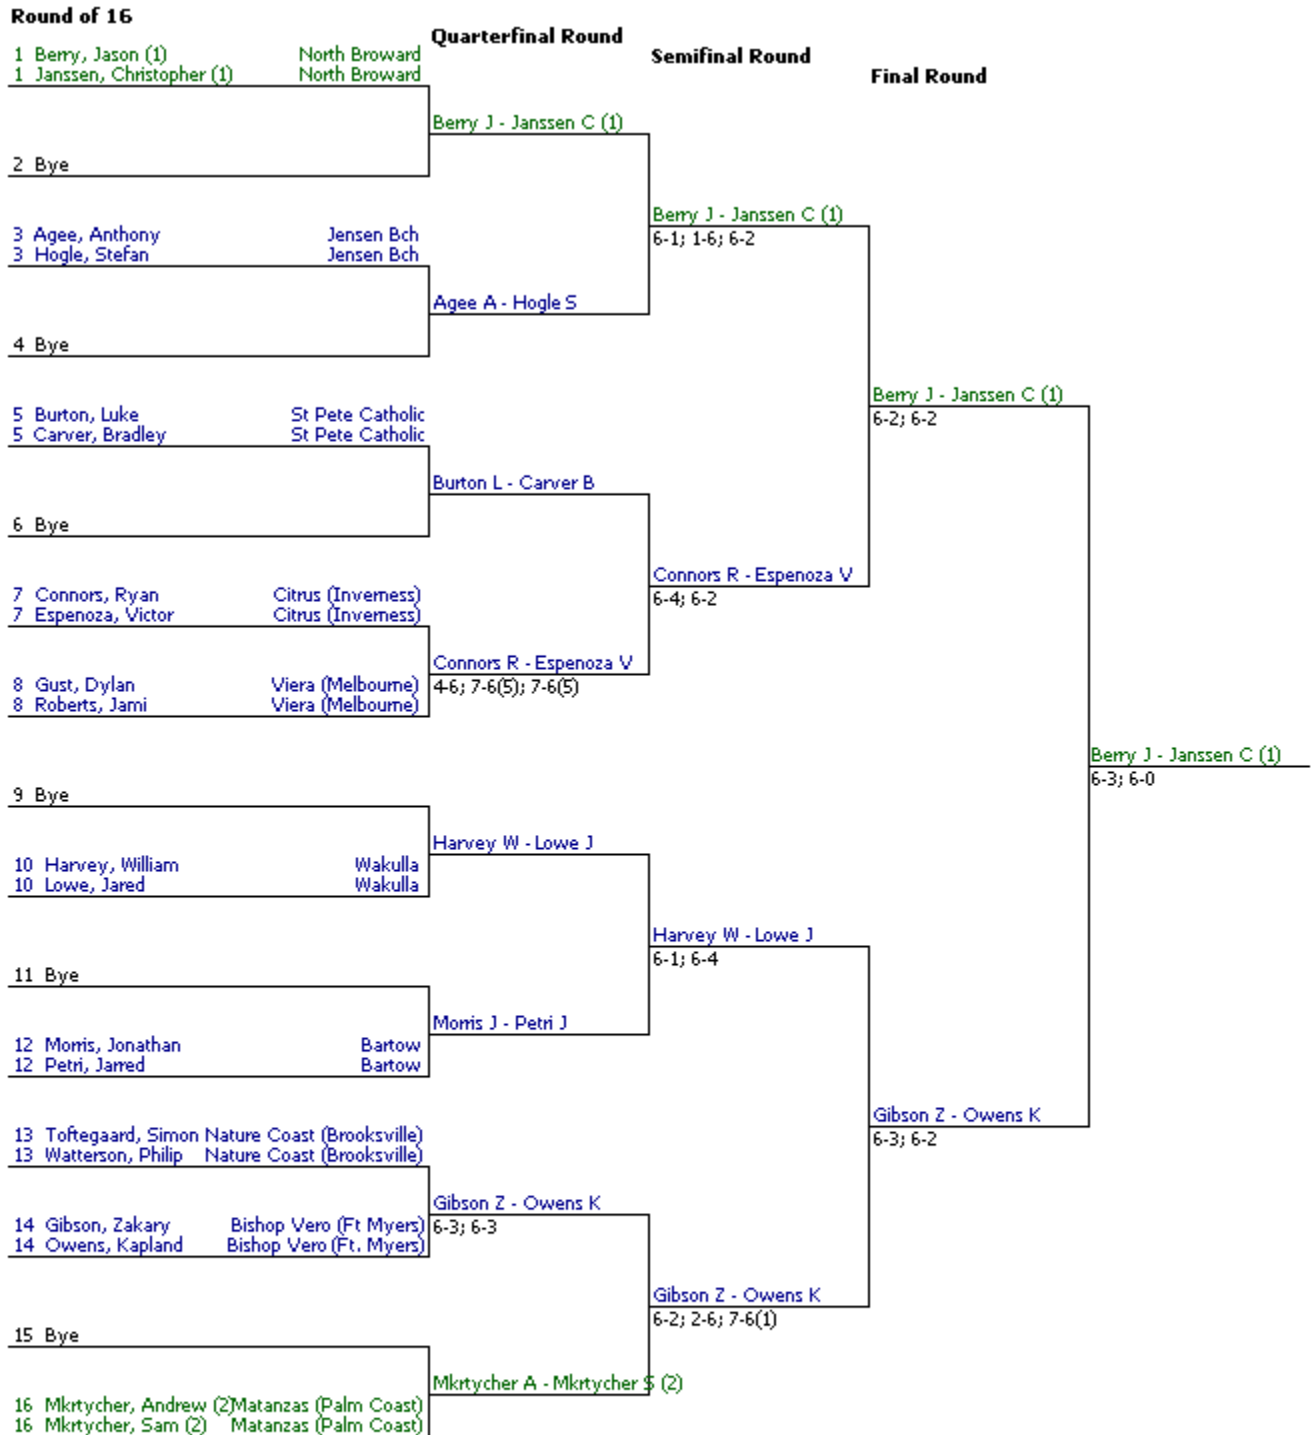 Round of 16
Quarterfinal Round
Semifinal Round
Final Round
1 Berry, Jason (1) North Broward
1 Janssen, Christopher (1) North Broward
Berry J - Janssen C (1)
2 Bye
Berry J - Janssen C (1)
6-1; 1-6; 6-2
3 Agee, Anthony Jensen Bch
3 Hogle, Stefan Jensen Bch
Agee A - Hogle S
4 Bye
Berry J - Janssen C (1)
6-2; 6-2
5 Burton, Luke St Pete Catholic
5 Carver, Bradley St Pete Catholic
Burton L - Carver B
6 Bye
Connors R - Espenoza V
6-4; 6-2
7 Connors, Ryan Citrus (Inverness)
7 Espenoza, Victor Citrus (Inverness)
Connors R - Espenoza V
4-6; 7-6(5); 7-6(5)
8 Gust, Dylan Viera (Melbourne)
8 Roberts, Jami Viera (Melbourne)
Berry J - Janssen C (1)
6-3; 6-0
9 Bye
Harvey W - Lowe J
10 Harvey, William Wakulla
10 Lowe, Jared Wakulla
Harvey W - Lowe J
6-1; 6-4
11 Bye
Morris J - Petri J
12 Morris, Jonathan Bartow
12 Petri, Jarred Bartow
Gibson Z - Owens K
6-3; 6-2
13 Toftegaard, Simon Nature Coast (Brooksville)
13 Watterson, Philip Nature Coast (Brooksville)
Gibson Z - Owens K
6-3; 6-3
14 Gibson, Zakary Bishop Vero (Ft Myers)
14 Owens, Kapland Bishop Vero (Ft. Myers)
Gibson Z - Owens K
6-2; 2-6; 7-6(1)
15 Bye
Mkrtycher A - Mkrtycher S (2)
16 Mkrtycher, Andrew (2) Matanzas (Palm Coast)
16 Mkrtycher, Sam (2) Matanzas (Palm Coast)